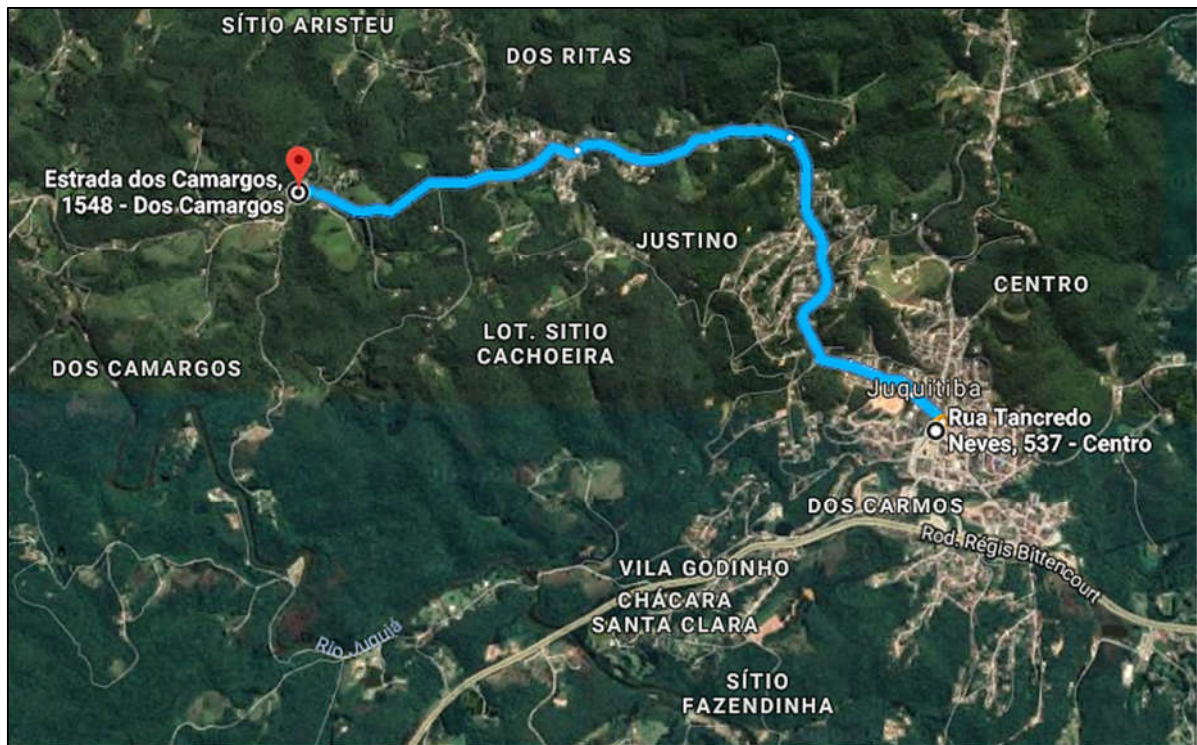 SÍTIO ARISTEU
DOS RITAS
Estrada dos Camargos,
1548 - Dos Camargos
JUSTINO
CENTRO
LOT. SITIO
CACHOEIRA
DOS CAMARGOS
Juquitiba
Rua Tancredo
Neves, 537 - Centro
DOS CARMOS
Rod. Régis Bittencourt
VILA GODINHO
CHÁCARA
SANTA CLARA
Rio Juquiá
SÍTIO
FAZENDINHA